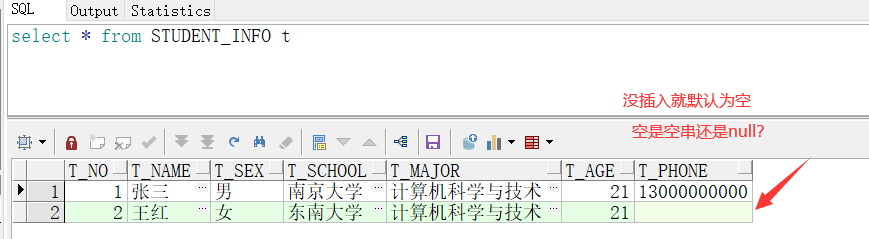 SQL Output Statistics
select * from STUDENT_INFO t
没插入就默认为空
空是空串还是null?
T_NO T_NAME T_SEX T_SCHOOL T_MAJOR T_AGE T_PHONE
1 1 张三 … 男 南京大学 … 计算机科学与技术 … 21 13000000000
2 2 王红 … 女 东南大学 … 计算机科学与技术 … 21